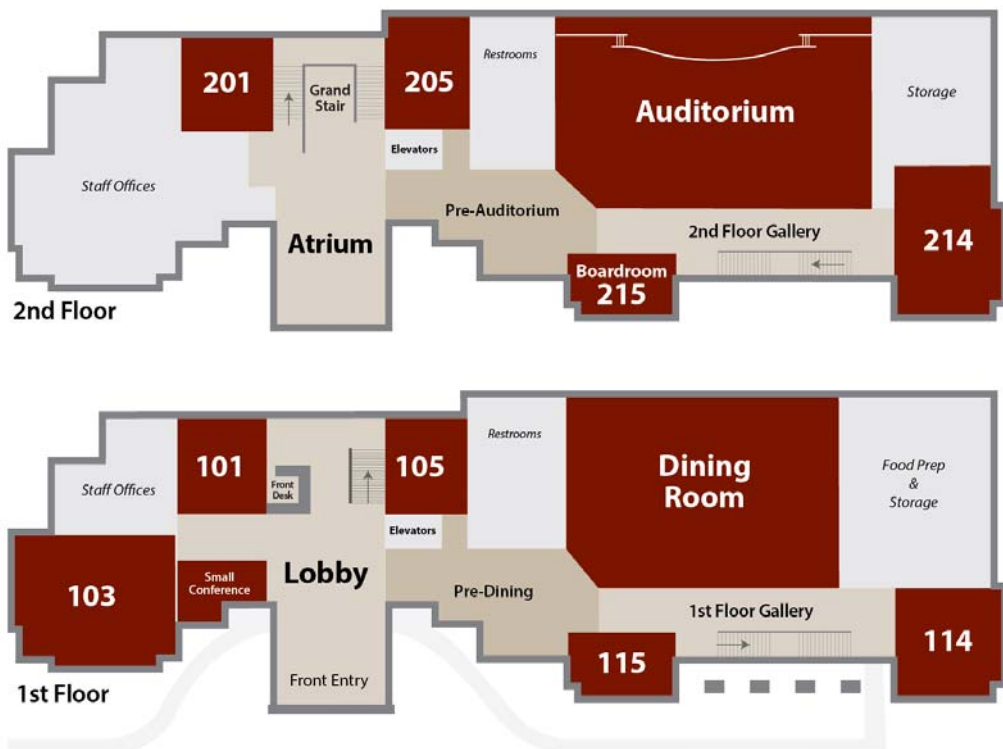 201
Grand
Stair
205
Restrooms
Auditorium
Storage
Elevators
Staff Offices
Pre-Auditorium
Atrium
2nd Floor Gallery
214
Boardroom
215
2nd Floor
101
Front
Desk
105
Restrooms
Dining
Room
Food Prep
&
Storage
Staff Offices
Elevators
103
Small
Conference
Lobby
Pre-Dining
1st Floor Gallery
115
114
Front Entry
1st Floor